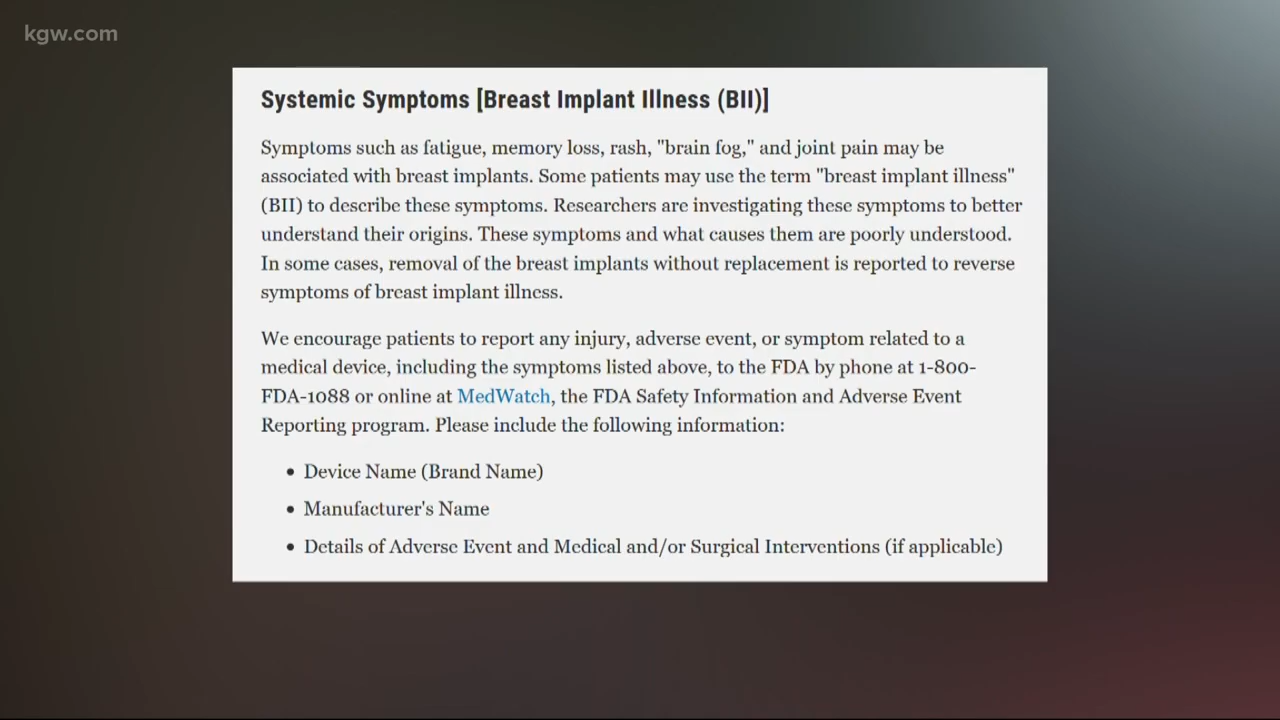 kgw.com
Systemic Symptoms [Breast Implant Illness (BII)]
Symptoms such as fatigue, memory loss, rash, "brain fog," and joint pain may be
associated with breast implants. Some patients may use the term "breast implant illness"
(BII) to describe these symptoms. Researchers are investigating these symptoms to better
understand their origins. These symptoms and what causes them are poorly understood.
In some cases, removal of the breast implants without replacement is reported to reverse
symptoms of breast implant illness.
We encourage patients to report any injury, adverse event, or symptom related to a
medical device, including the symptoms listed above, to the FDA by phone at 1-800-
FDA-1088 or online at MedWatch, the FDA Safety Information and Adverse Event
Reporting program. Please include the following information:
• Device Name (Brand Name)
• Manufacturer's Name
• Details of Adverse Event and Medical and/or Surgical Interventions (if applicable)